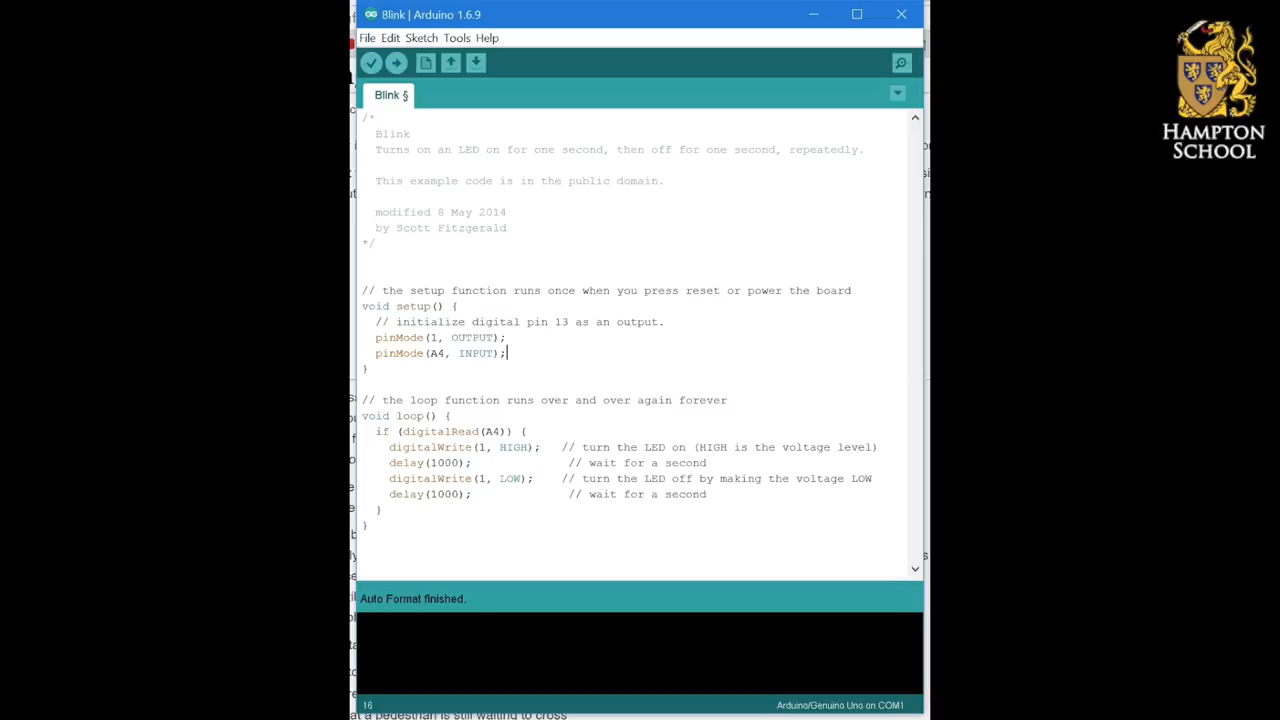 Blink | Arduino 1.6.9
File Edit Sketch Tools Help
Blink §
/*
Blink
Turns on an LED on for one second, then off for one second, repeatedly.
This example code is in the public domain.
modified 8 May 2014
by Scott Fitzgerald
*/
// the setup function runs once when you press reset or power the board
void setup() {
// initialize digital pin 13 as an output.
pinMode(1, OUTPUT);
pinMode(A4, INPUT);
}
// the loop function runs over and over again forever
void loop() {
if (digitalRead(A4)) {
digitalWrite(1, HIGH);   // turn the LED on (HIGH is the voltage level)
delay(1000);              // wait for a second
digitalWrite(1, LOW);    // turn the LED off by making the voltage LOW
delay(1000);              // wait for a second
}
}
Auto Format finished.
16
Arduino/Genuino Uno on COM1
at a pedestrian is still waiting to cross
HAMPTON
SCHOOL